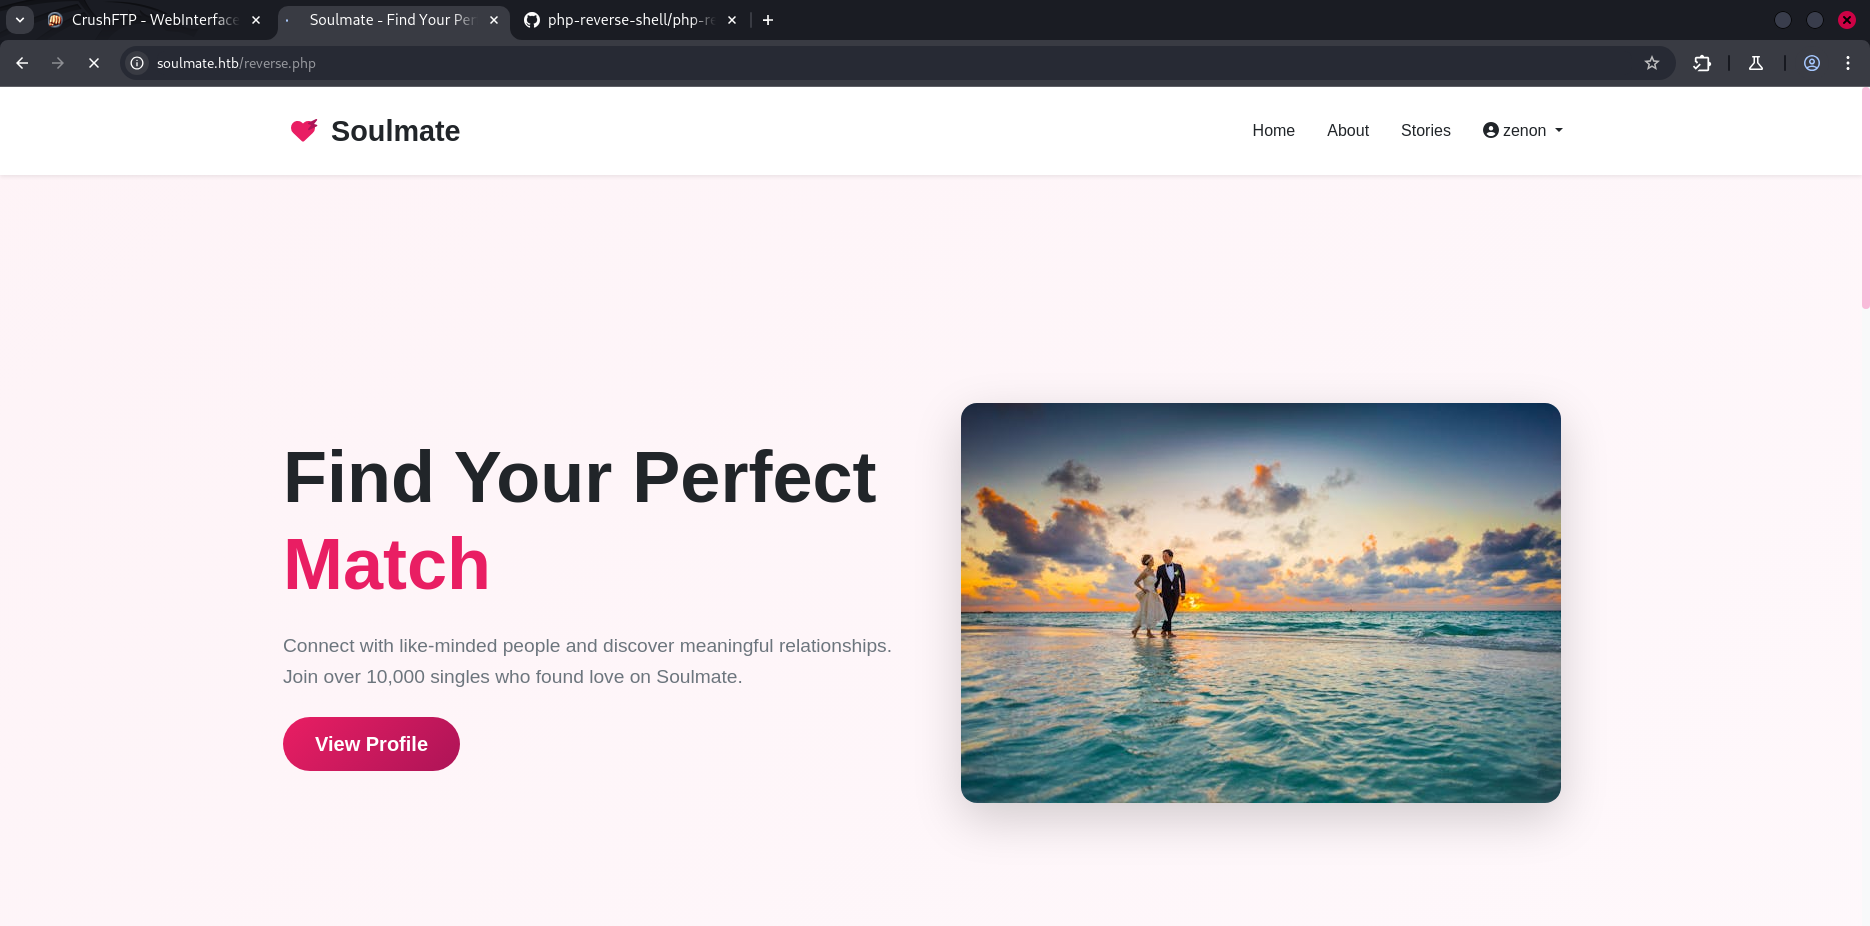 CrushFTP - WebInterface
Soulmate - Find Your Per
php-reverse-shell/php-re
soulmate.htb/reverse.php
Soulmate
Home
About
Stories
zenon
Find Your Perfect
Match
Connect with like-minded people and discover meaningful relationships.
Join over 10,000 singles who found love on Soulmate.
View Profile